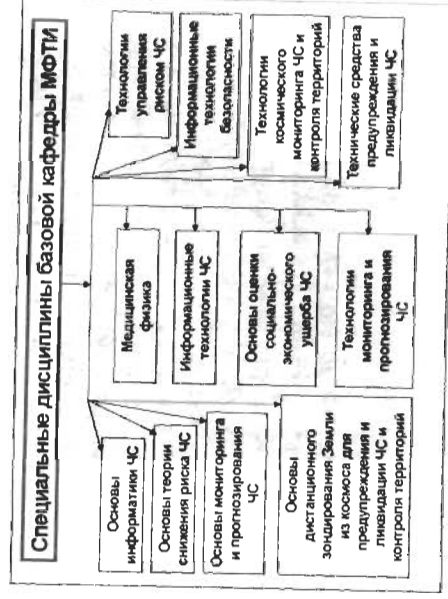 Специальные дисциплины базовой кафедры МФТИ
Основы
информатики ЧС
Основы теории
снижения риска ЧС
Основы мониторинга
и прогнозирования
ЧС
Основы
дистанционного
зондирования Земли
из космоса для
предупреждения и
ликвидации ЧС и
контроля территорий
Медицинская
физика
Информационные
технологии ЧС
Основы оценки
социально-
экономического
ущерба ЧС
Технологии
мониторинга и
прогнозирования
ЧС
Технологии
управления
риском ЧС
Информационные
технологии
безопасности
Технологии
космического
мониторинга ЧС и
контроля территорий
Технические средства
предупреждения и
ликвидации ЧС